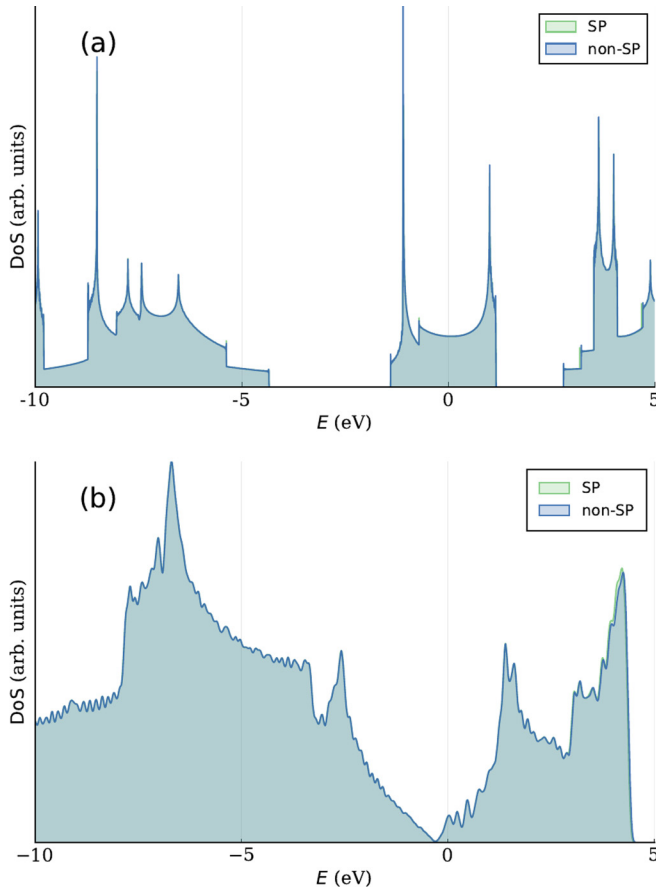 (a)
SP
non-SP
DoS (arb. units)
-10
-5
0
5
E (eV)
(b)
SP
non-SP
DoS (arb. units)
−10
−5
0
5
E (eV)